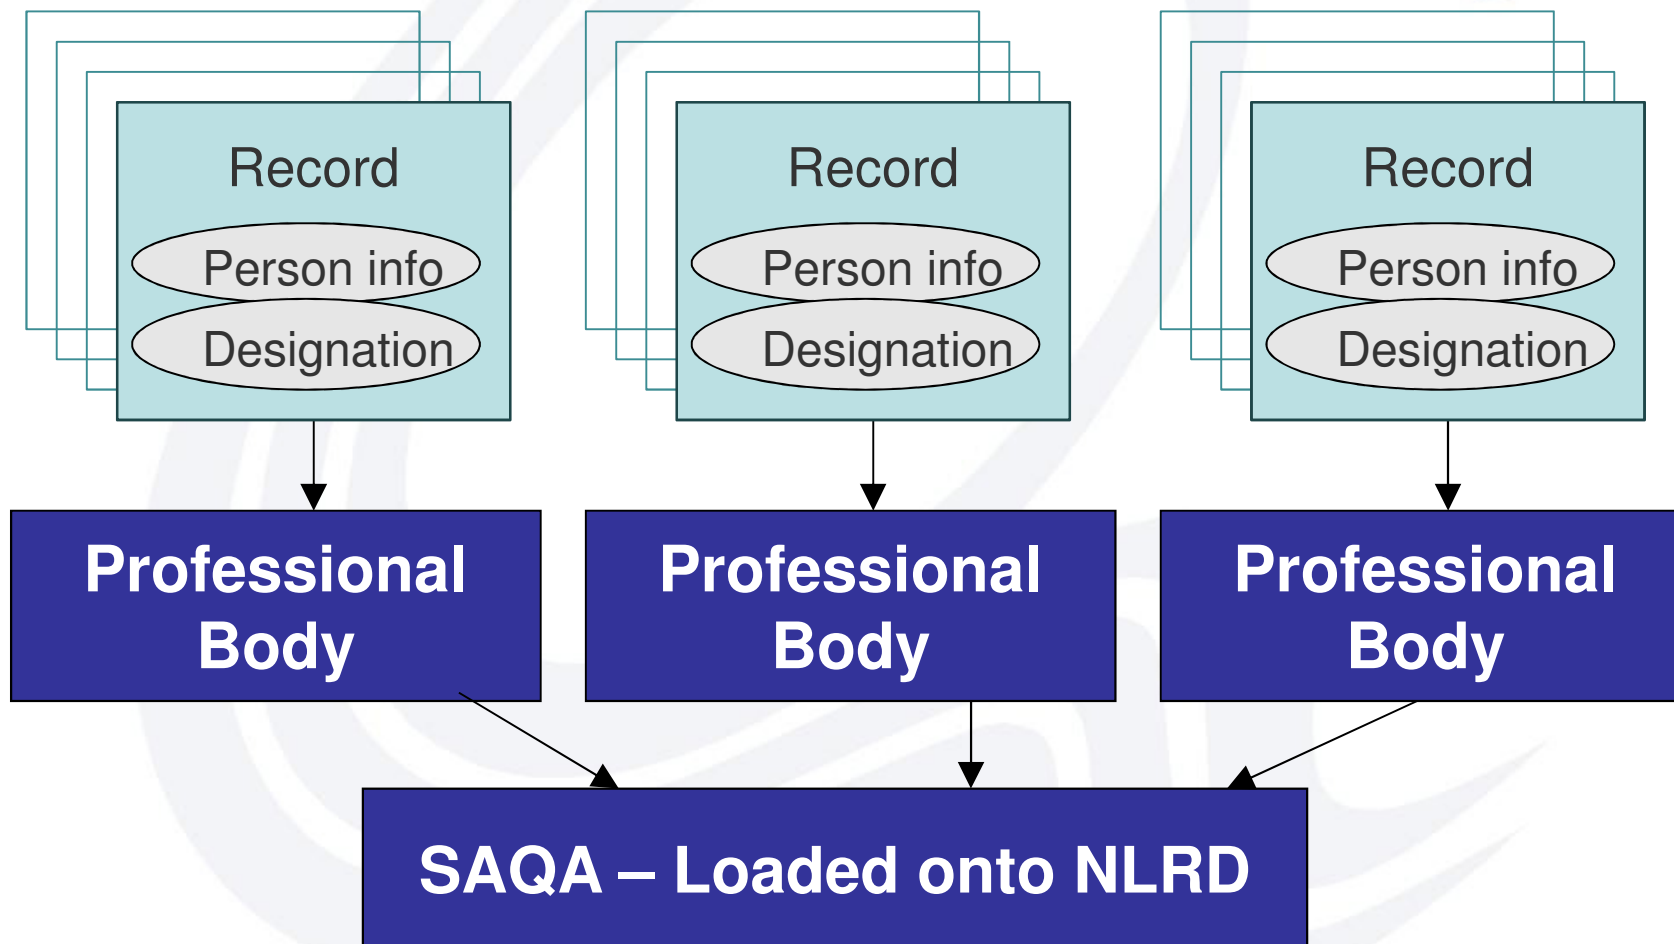 Record
Person info
Designation
Record
Person info
Designation
Record
Person info
Designation
Professional
Body
Professional
Body
Professional
Body
SAQA – Loaded onto NLRD